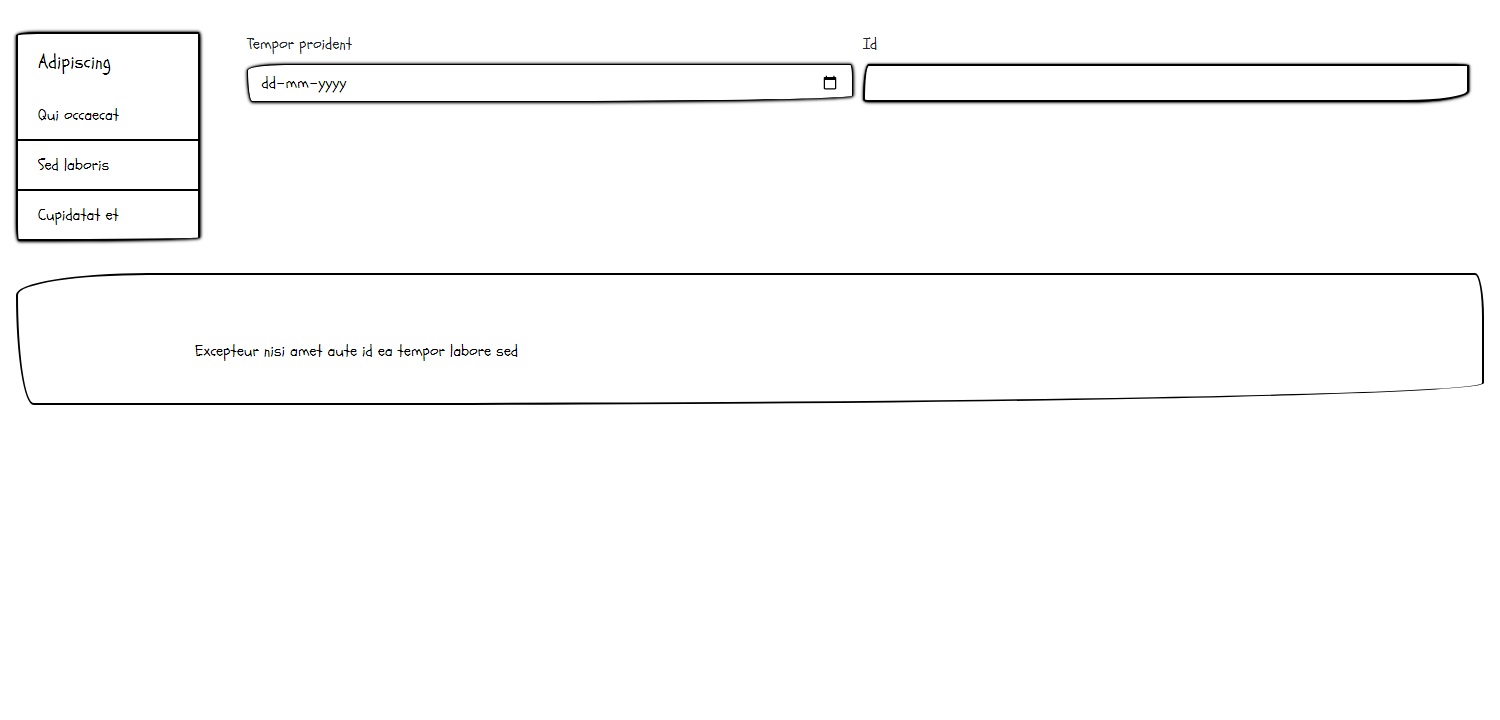 Adipiscing
Qui occaecat
Sed laboris
Cupidatat et
Tempor proident
dd-mm-yyyy
Id
Excepteur nisi amet aute id ea tempor labore sed